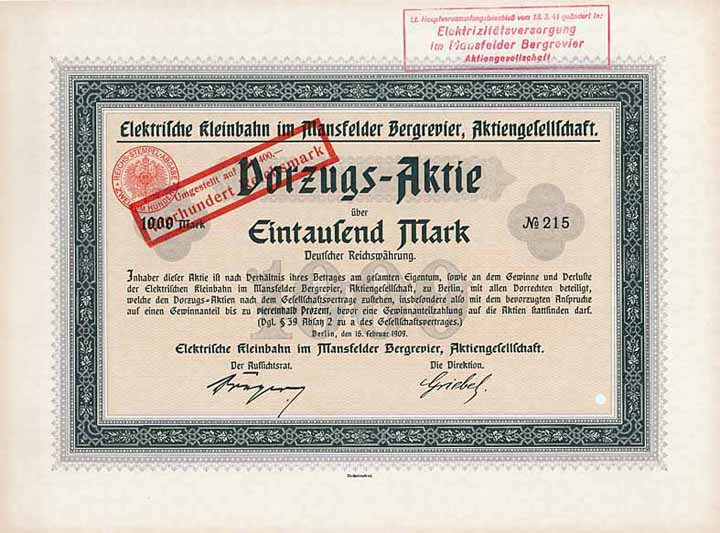 Lt. Hauptversammlungsbeschluß vom 18. 3. 41 geändert in:
Elektrizitätsversorgung
im Mansfelder Bergrevier
Aktiengesellschaft
Elektrische Kleinbahn im Mansfelder Bergrevier, Aktiengesellschaft.
REICHS-STEMPEL-ABGABE
Umgestellt auf 400,—
Vierhundert Reichsmark
Vorzugs-Aktie
1000 Mark
über
№ 215
Eintausend Mark
Deutscher Reichswährung.
1000
Inhaber dieser Aktie ist nach Verhältnis ihres Betrages am gesamten Eigentum, sowie an dem Gewinne und Verluste
der Elektrischen Kleinbahn im Mansfelder Bergrevier, Aktiengesellschaft, zu Berlin, mit allen Vorrechten beteiligt,
welche den Vorzugs-Aktien nach dem Gesellschaftsvertrage zustehen, insbesondere also mit dem bevorzugten Anspruche
auf einen Gewinnanteil bis zu viereinhalb Prozent, bevor eine Gewinnanteilzahlung auf die Aktien stattfinden darf.
(Vgl. § 39 Absatz 2 zu a des Gesellschaftsvertrages.)
Berlin, den 16. Februar 1909.
Elektrische Kleinbahn im Mansfelder Bergrevier, Aktiengesellschaft.
Der Aufsichtsrat.
Die Direktion.
Griebel.